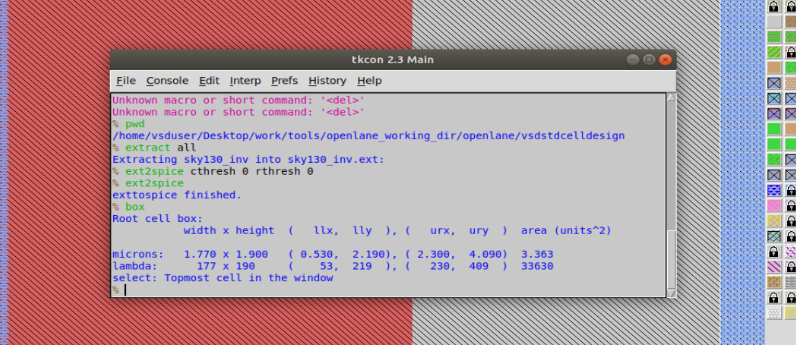 tkcon 2.3 Main
File Console Edit Interp Prefs History Help
Unknown macro or short command: '<del>'
Unknown macro or short command: '<del>'
% pwd
/home/vsduser/Desktop/work/tools/openlane_working_dir/openlane/vsdstdcelldesign
% extract all
Extracting sky130_inv into sky130_inv.ext:
% ext2spice cthresh 0 rthresh 0
% ext2spice
exttospice finished.
% box
Root cell box:
width x height ( llx, lly ), ( urx, ury ) area (units^2)
microns: 1.770 x 1.900 ( 0.530, 2.190), ( 2.300, 4.090) 3.363
lambda: 177 x 190 ( 53, 219 ), ( 230, 409 ) 33630
select: Topmost cell in the window
%